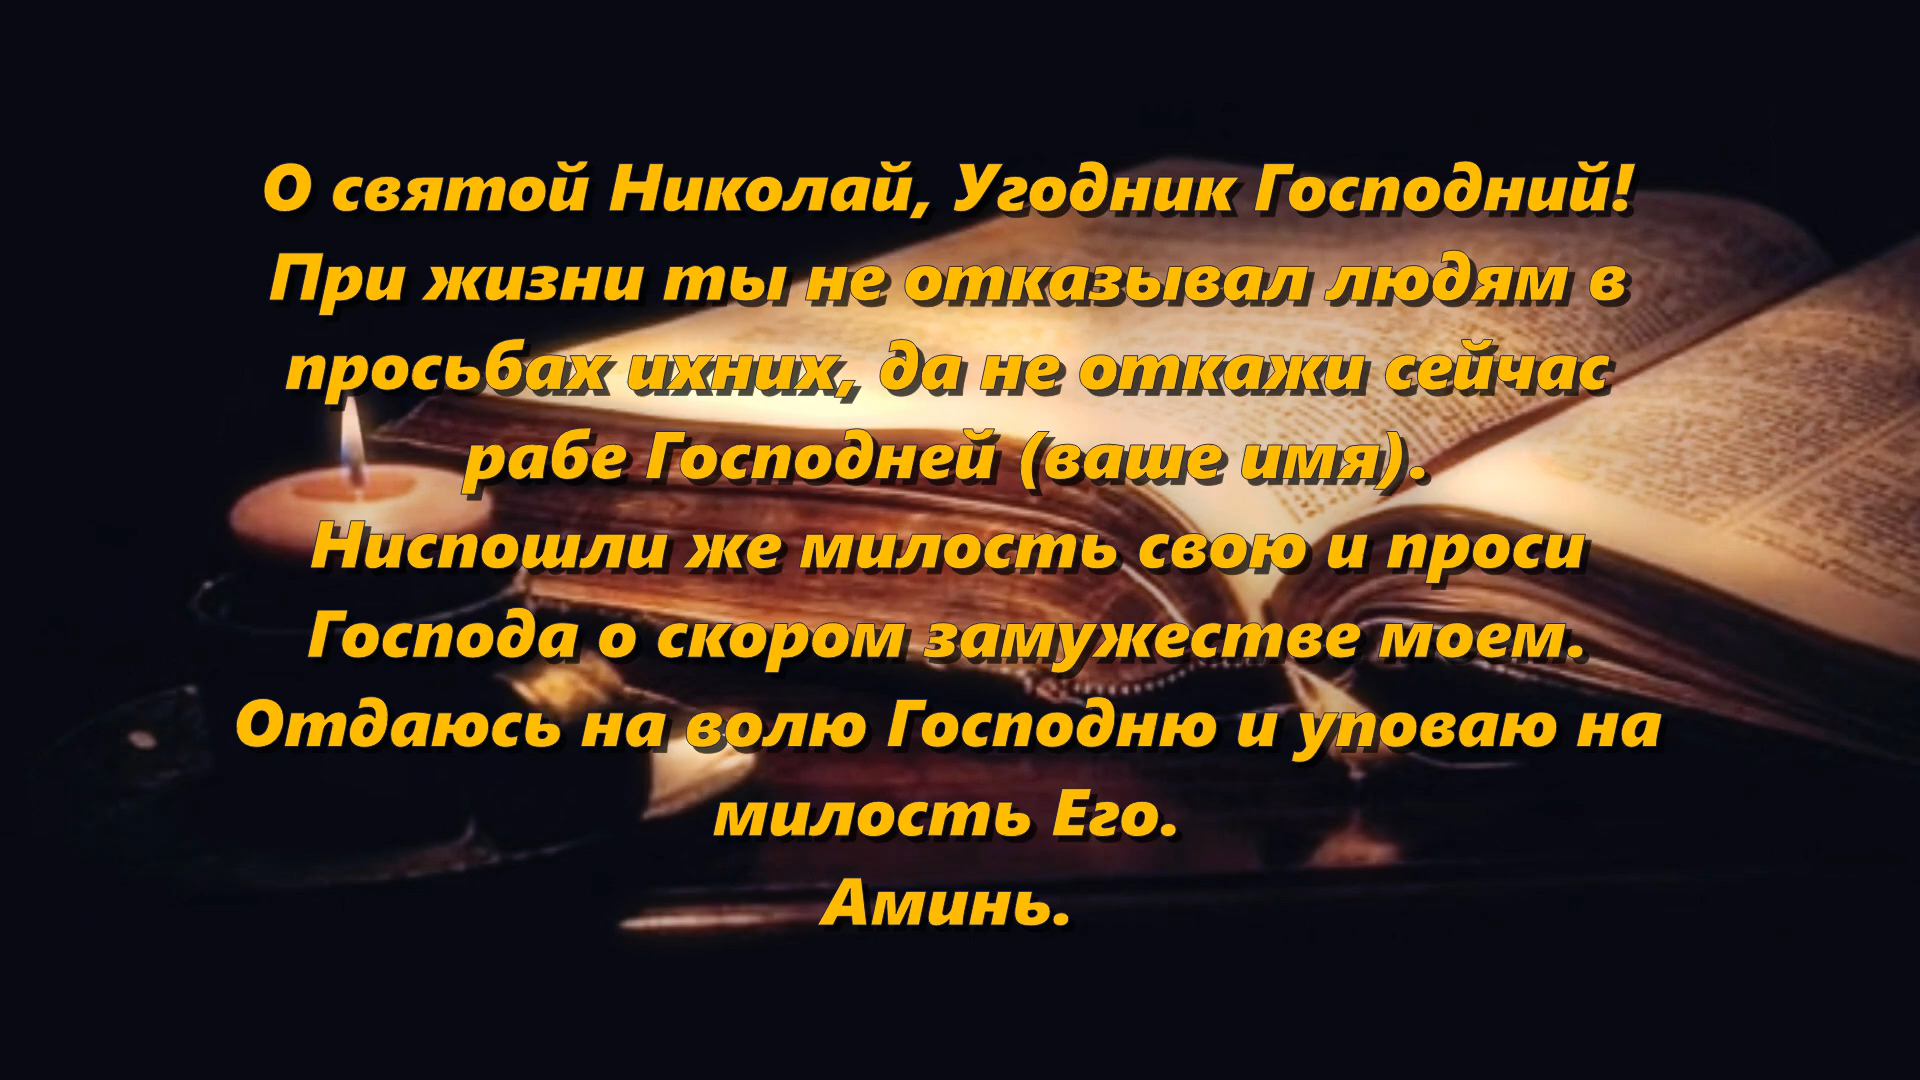 О святой Николай, Угодник Господний!
При жизни ты не отказывал людям в
просьбах ихних, да не откажи сейчас
рабе Господней (ваше имя).
Ниспошли же милость свою и проси
Господа о скором замужестве моем.
Отдаюсь на волю Господню и уповаю на
милость Его.
Аминь.